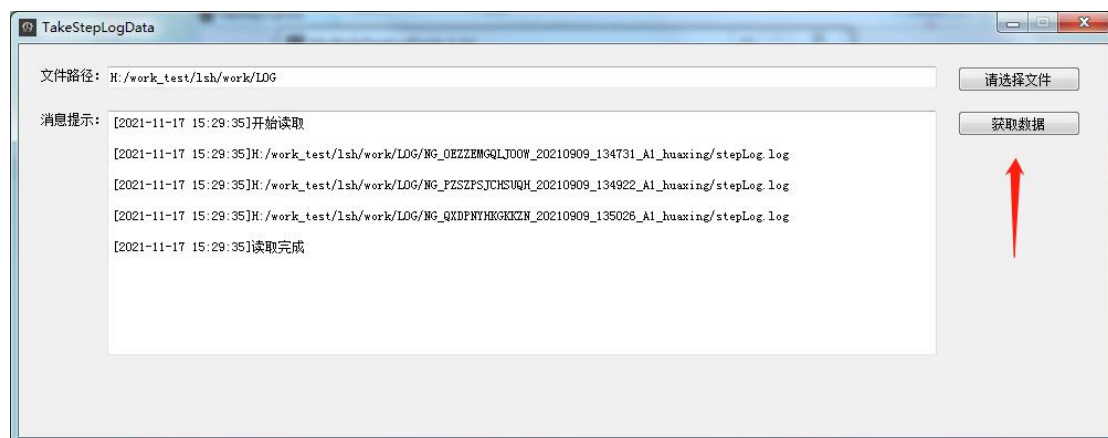 TakeStepLogData
文件路径： H:/work_test/lsh/work/LOG 请选择文件
消息提示： [2021-11-17 15:29:35]开始读取 获取数据
[2021-11-17 15:29:35]H:/work_test/lsh/work/LOG/NG_OEZZEMGQLJOOW_20210909_134731_A1_huaxing/stepLog.log
[2021-11-17 15:29:35]H:/work_test/lsh/work/LOG/NG_PZSZPSJCHSUQH_20210909_134922_A1_huaxing/stepLog.log
[2021-11-17 15:29:35]H:/work_test/lsh/work/LOG/NG_QXDPNYHKGKKZN_20210909_135026_A1_huaxing/stepLog.log
[2021-11-17 15:29:35]读取完成